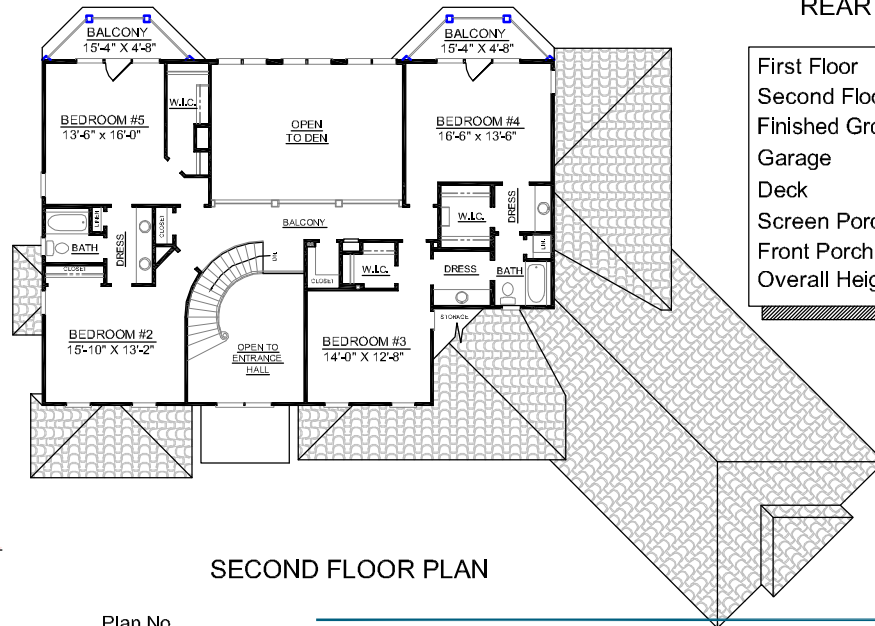 REAR
BALCONY
15'-4" X 4'-8"
BALCONY
15'-4" X 4'-8"
First Floor
Second Floo
Finished Gro
Garage
Deck
Screen Porc
Front Porch
Overall Heig
W.I.C.
BEDROOM #5
13'-6" x 16'-0"
OPEN
TO DEN
BEDROOM #4
16'-6" x 13'-6"
LINEN
BATH
DRESS
CLOSET
CLOSET
BALCONY
W.I.C.
DRESS
LIN.
LIN.
CLOSET
W.I.C.
DRESS
BATH
STORAGE
BEDROOM #2
15'-10" X 13'-2"
OPEN TO
ENTRANCE
HALL
BEDROOM #3
14'-0" X 12'-8"
SECOND FLOOR PLAN
Plan No